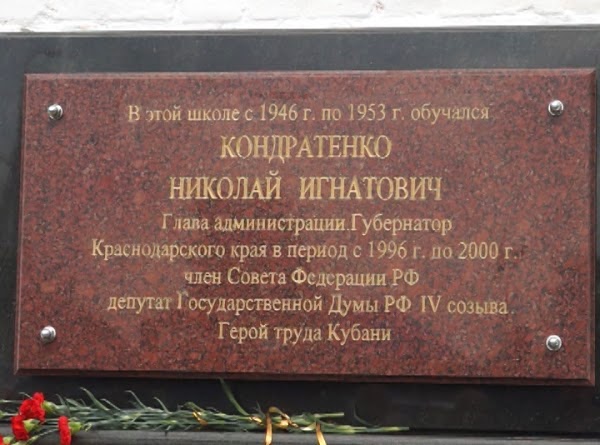 В этой школе с 1946 г. по 1953 г. обучался
КОНДРАТЕНКО
НИКОЛАЙ ИГНАТОВИЧ
Глава администрации.Губернатор
Краснодарского края в период с 1996 г. по 2000 г.
член Совета Федерации РФ
депутат Государственной Думы РФ IV созыва
Герой труда Кубани